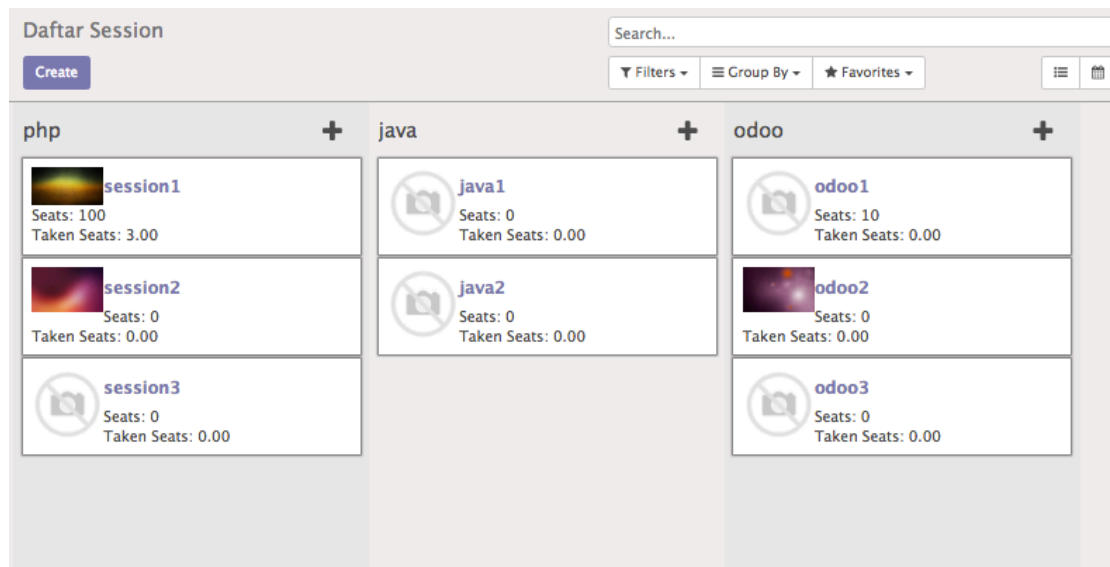 Daftar Session
Search...
Create
Filters
Group By
Favorites
php
session1
Seats: 100
Taken Seats: 3.00
session2
Seats: 0
Taken Seats: 0.00
session3
Seats: 0
Taken Seats: 0.00
java
java1
Seats: 0
Taken Seats: 0.00
java2
Seats: 0
Taken Seats: 0.00
odoo
odoo1
Seats: 10
Taken Seats: 0.00
odoo2
Seats: 0
Taken Seats: 0.00
odoo3
Seats: 0
Taken Seats: 0.00